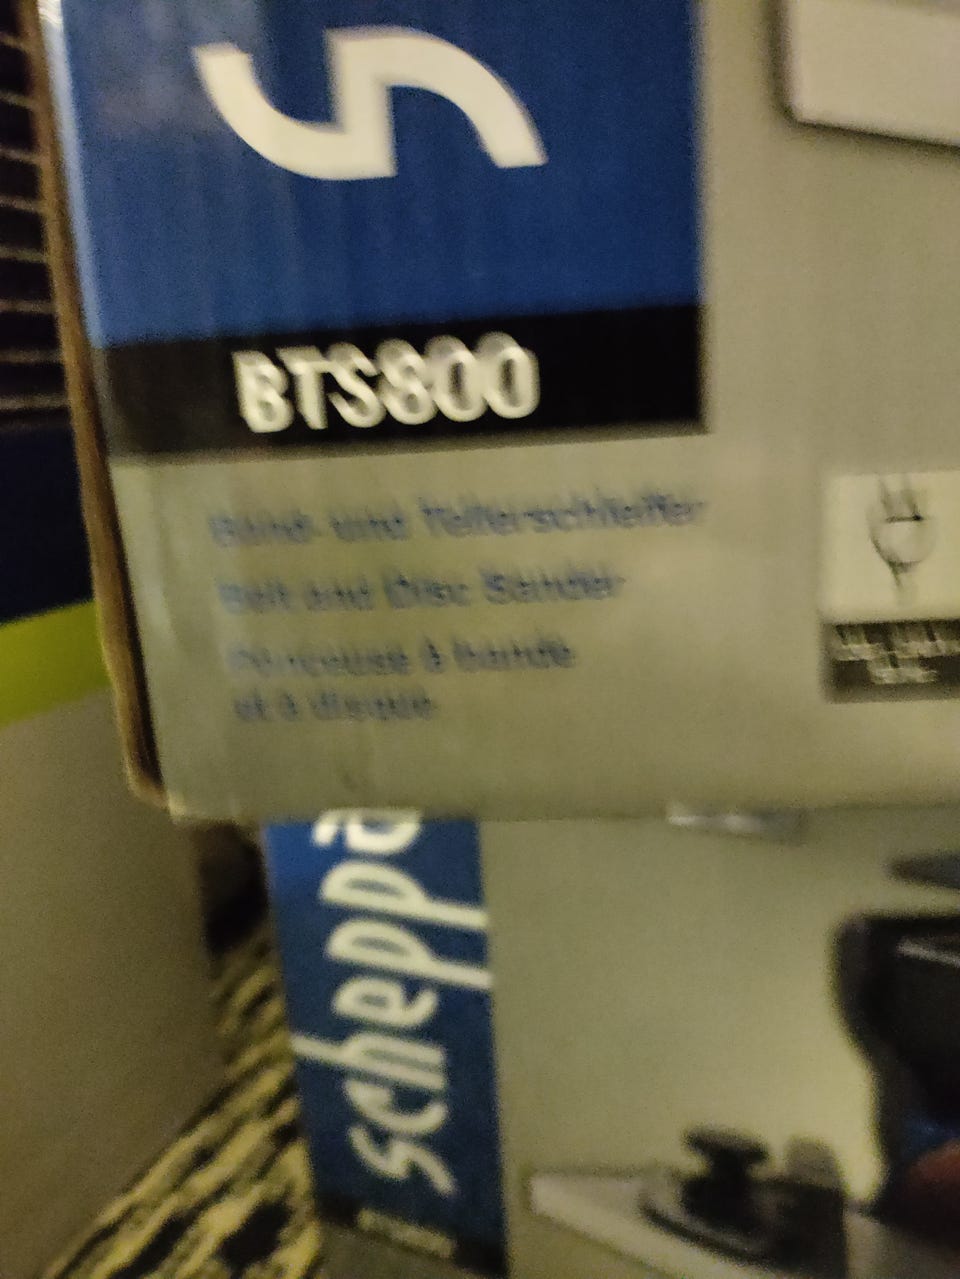 BTS800
Band- und Tellerschleifer
Belt and Disc Sander
Ponceuse à bande
et à disque
scheppa